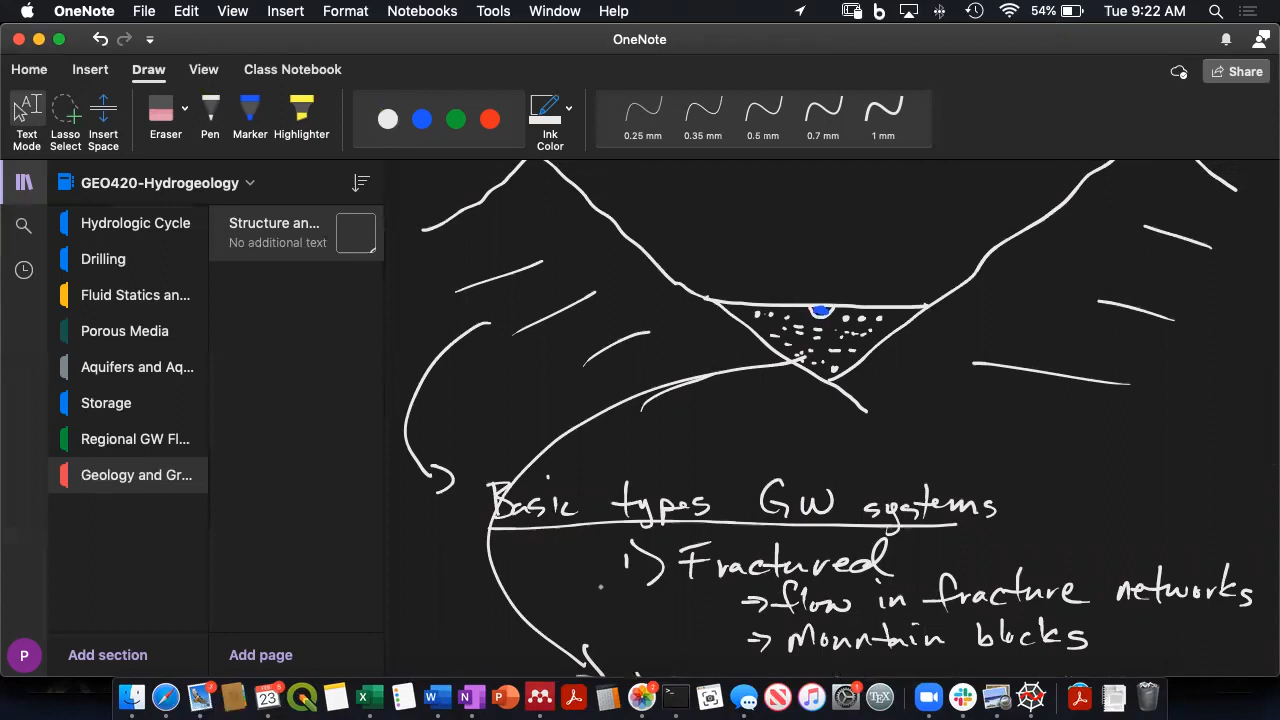 OneNote File Edit View Insert Format Notebooks Tools Window Help 54% Tue 9:22 AM
OneNote
Home Insert Draw View Class Notebook Share
Text Mode Lasso Select Insert Space Eraser Pen Marker Highlighter Ink Color 0.25 mm 0.35 mm 0.5 mm 0.7 mm 1 mm
GEO420-Hydrogeology
Hydrologic Cycle
Drilling
Fluid Statics an...
Porous Media
Aquifers and Aq...
Storage
Regional GW Fl...
Geology and Gr...
Structure an...
No additional text
Basic types GW systems
1) Fractured
→ flow in fracture networks
→ Mountain blocks
P Add section Add page